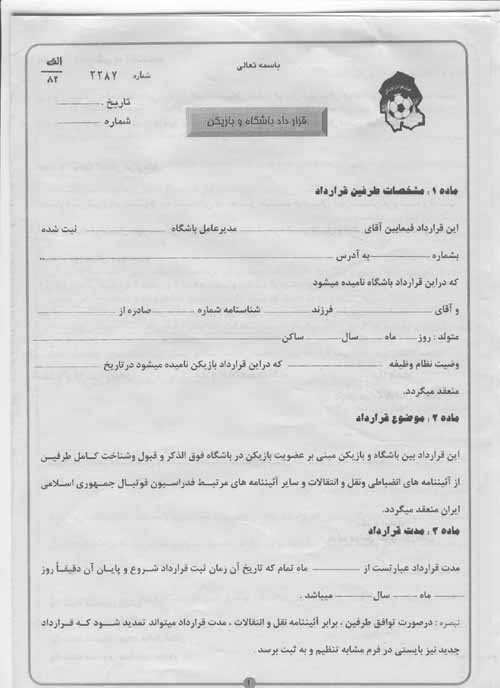 باسمه تعالی
الف
۸۲
شماره ۲۲۸۷
تاریخ ..........
شماره ..........
قرارداد باشگاه و بازیکن
ماده ۱ : مشخصات طرفین قرارداد
این قرارداد فیمابین آقای .......... مدیرعامل باشگاه .......... ثبت شده
بشماره .......... به آدرس ..........
که دراین قرارداد باشگاه نامیده میشود
و آقای .......... فرزند .......... شناسنامه شماره .......... صادره از ..........
متولد : روز ...... ماه ...... سال ...... ساکن ..........
وضیت نظام وظیفه .......... که دراین قرارداد بازیکن نامیده میشود درتاریخ ..........
منعقد میگردد.
ماده ۲ : موضوع قرارداد
این قرارداد بین باشگاه و بازیکن مبنی بر عضویت بازیکن در باشگاه فوق الذکر و قبول وشناخت کامل طرفین
از آئیننامه های انضباطی ونقل و انتقالات و سایر آئیننامه های مرتبط فدراسیون فوتبال جمهوری اسلامی
ایران منعقد میگردد.
ماده ۳ : مدت قرارداد
مدت قرارداد عبارتست از .......... ماه تمام که تاریخ آن زمان ثبت قرارداد شروع و پایان آن دقیقاً روز
...... ماه ...... سال ...... میباشد .
تبصره : درصورت توافق طرفین ، برابر آئیننامه نقل و انتقالات ، مدت قرارداد میتواند تمدید شود که قرارداد
جدید نیز بایستی در فرم مشابه تنظیم و به ثبت برسد .
۱